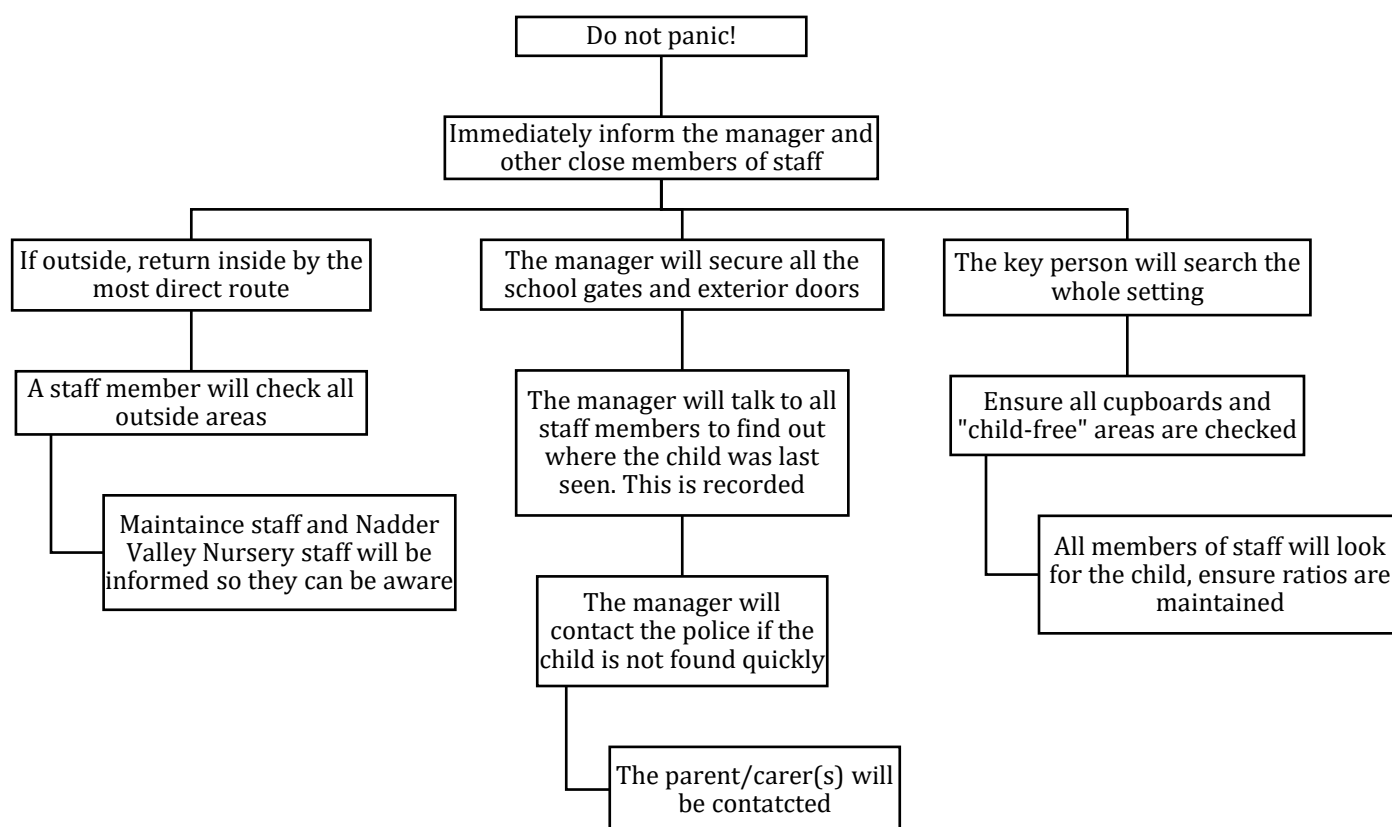 Do not panic!
Immediately inform the manager and
other close members of staff
If outside, return inside by the
most direct route
A staff member will check all
outside areas
Maintaince staff and Nadder
Valley Nursery staff will be
informed so they can be aware
The manager will secure all the
school gates and exterior doors
The manager will talk to all
staff members to find out
where the child was last
seen. This is recorded
The manager will
contact the police if the
child is not found quickly
The parent/carer(s) will
be contatcted
The key person will search the
whole setting
Ensure all cupboards and
"child-free" areas are checked
All members of staff will look
for the child, ensure ratios are
maintained